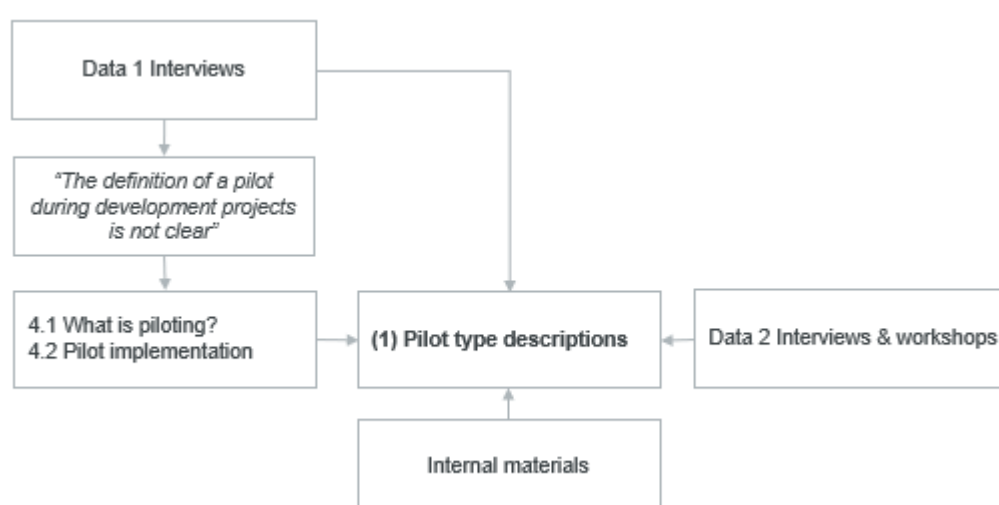 Data 1 Interviews
“The definition of a pilot
during development projects
is not clear”
4.1 What is piloting?
4.2 Pilot implementation
(1) Pilot type descriptions
Data 2 Interviews & workshops
Internal materials